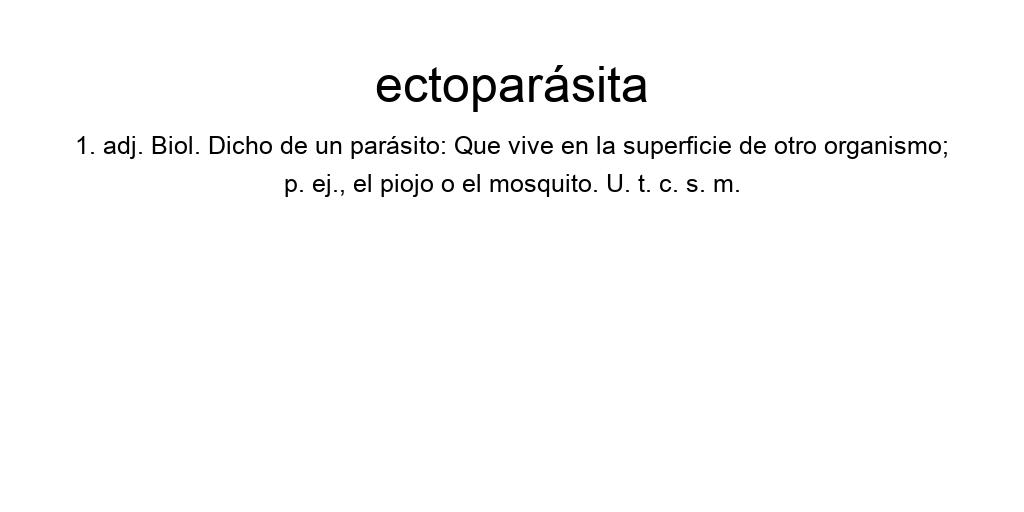 ectoparásita
1. adj. Biol. Dicho de un parásito: Que vive en la superficie de otro organismo;
p. ej., el piojo o el mosquito. U. t. c. s. m.